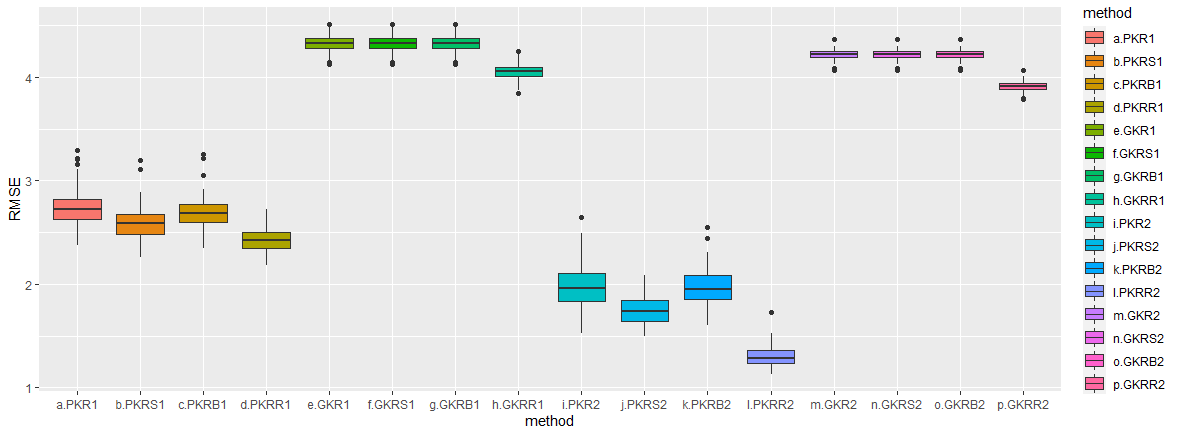 RMSE
4
3
2
1
a.PKR1 b.PKRS1 c.PKRB1 d.PKRR1 e.GKR1 f.GKRS1 g.GKRB1 h.GKRR1 i.PKR2 j.PKRS2 k.PKRB2 l.PKRR2 m.GKR2 n.GKRS2 o.GKRB2 p.GKRR2
method
method
a.PKR1
b.PKRS1
c.PKRB1
d.PKRR1
e.GKR1
f.GKRS1
g.GKRB1
h.GKRR1
i.PKR2
j.PKRS2
k.PKRB2
l.PKRR2
m.GKR2
n.GKRS2
o.GKRB2
p.GKRR2